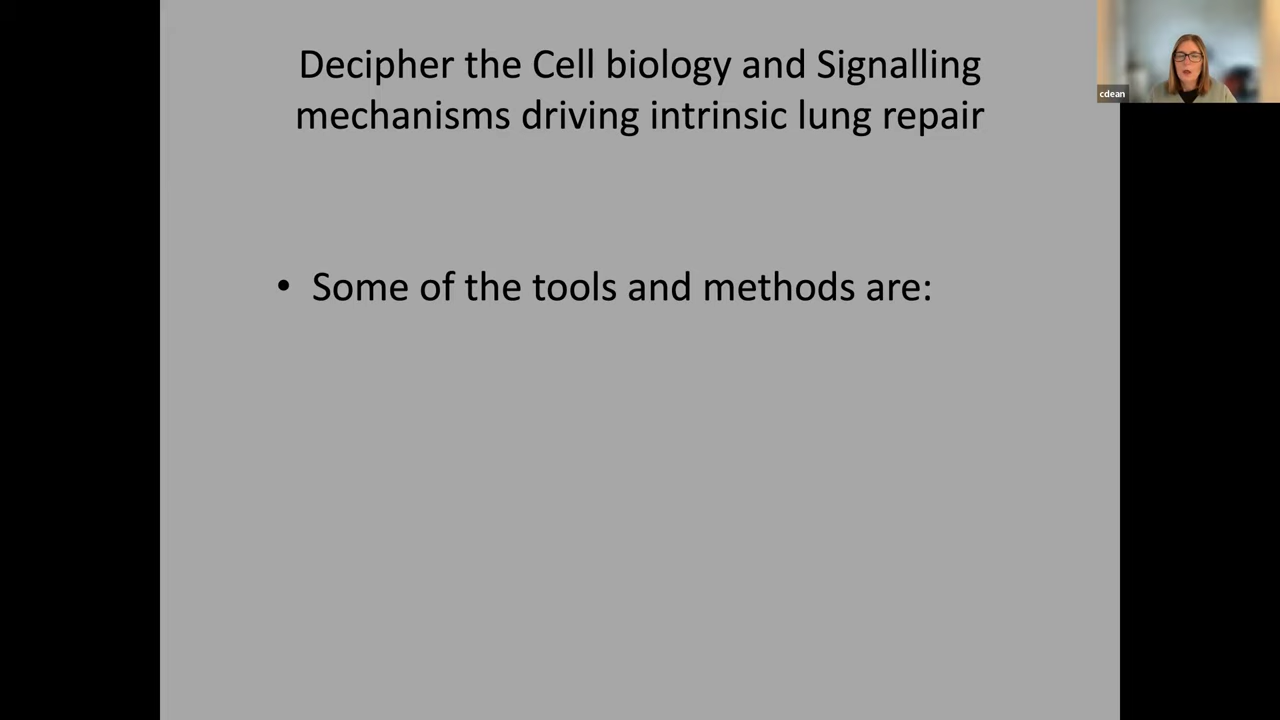 Decipher the Cell biology and Signalling
mechanisms driving intrinsic lung repair
cdean
• Some of the tools and methods are: